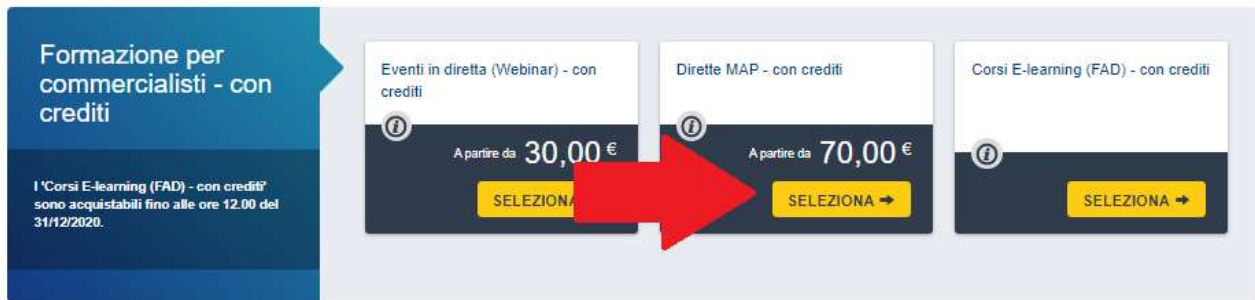 Formazione per
commercialisti - con
crediti
I 'Corsi E-learning (FAD) - con crediti'
sono acquistabili fino alle ore 12.00 del
31/12/2020.
Eventi in diretta (Webinar) - con
crediti
A partire da 30,00 €
SELEZIONA
Dirette MAP - con crediti
A partire da 70,00 €
SELEZIONA
Corsi E-learning (FAD) - con crediti
SELEZIONA